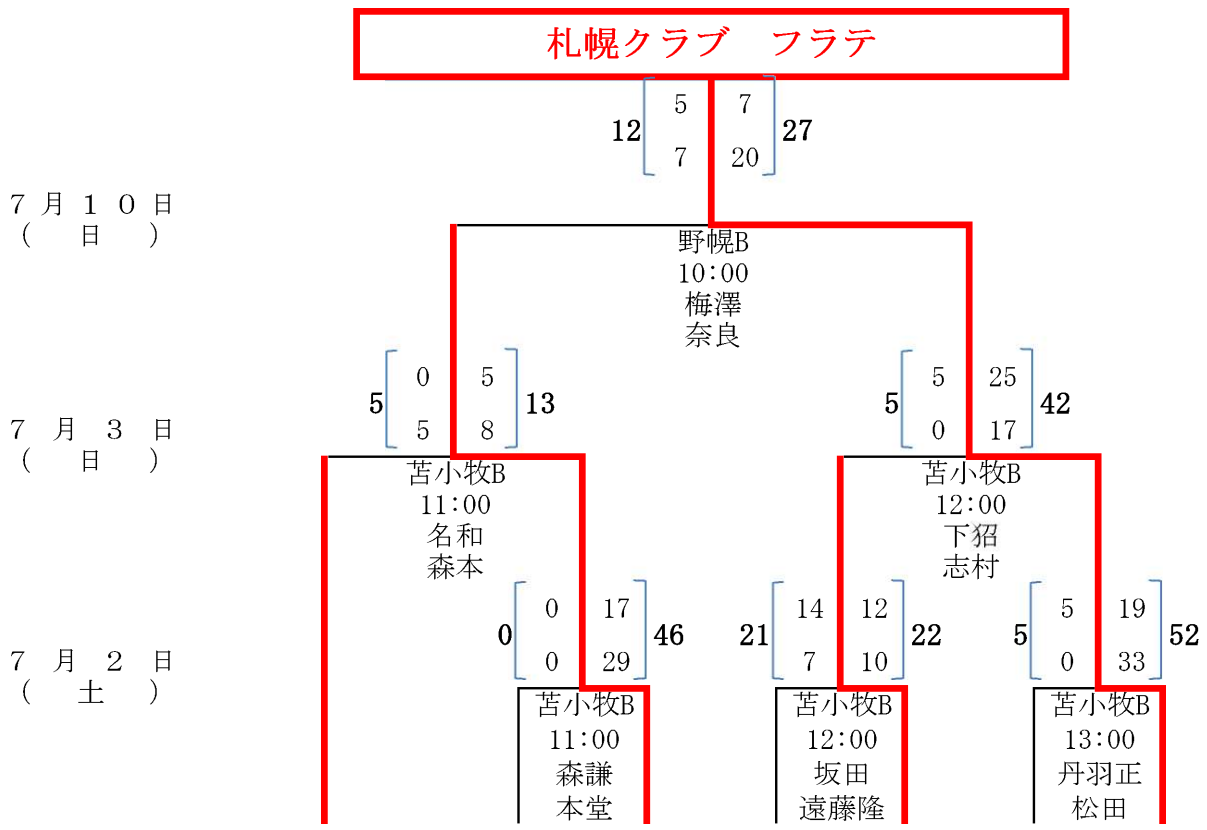 札幌クラブ　フラテ
5 7
12 27
7 20
7月10日
(日)
野幌B
10:00
梅澤
奈良
0 5 5 25
5 13 5 42
5 8 0 17
7月3日
(日)
苫小牧B 苫小牧B
11:00 12:00
名和 下沼
森本 志村
0 17 14 12 5 19
0 46 21 22 5 52
0 29 7 10 0 33
7月2日
(土)
苫小牧B 苫小牧B 苫小牧B
11:00 12:00 13:00
森謙 坂田 丹羽正
本堂 遠藤隆 松田